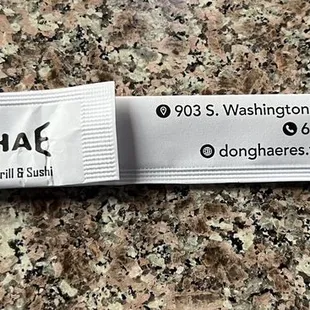 HAE
rill & Sushi
903 S. Washington
6
donghaeres.